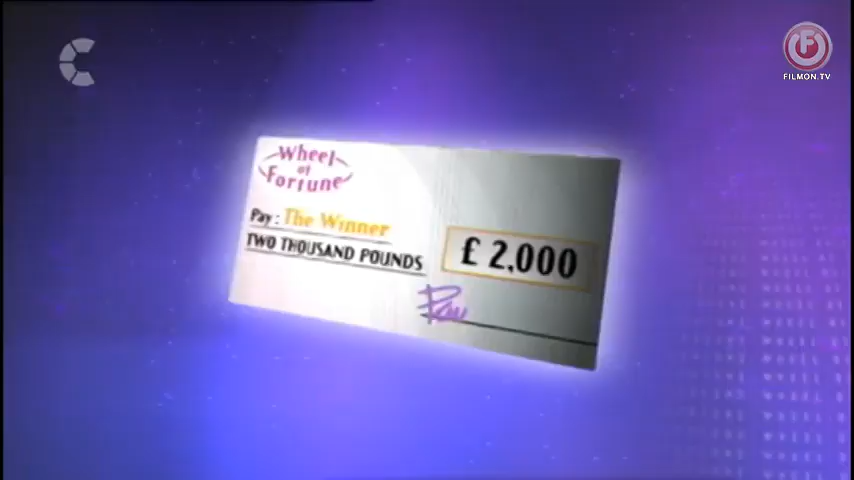 FILMON.TV
Wheel
of
Fortune
Pay: The Winner
TWO THOUSAND POUNDS
£ 2,000